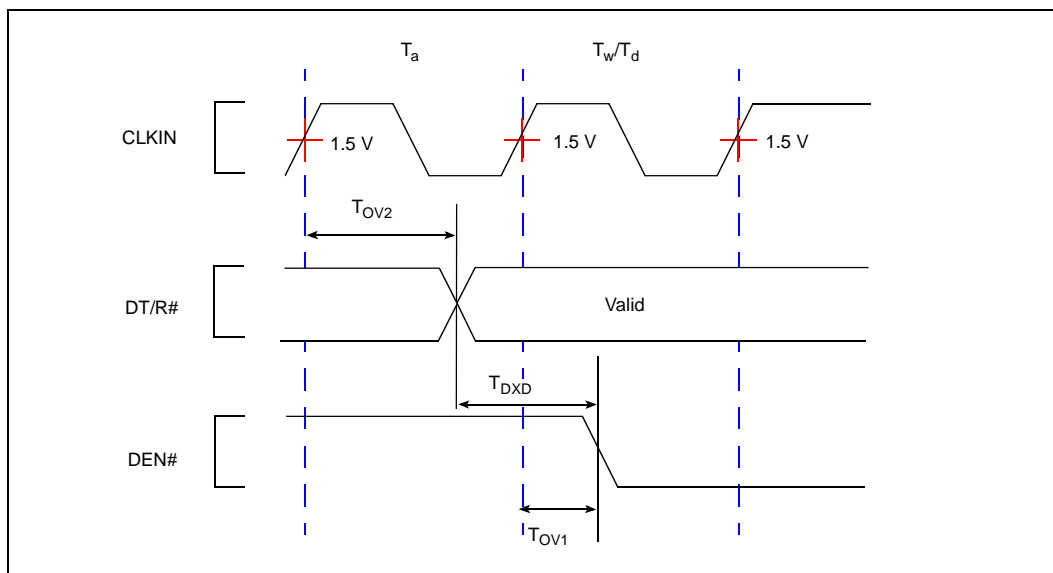 Ta Tw/Td
CLKIN 1.5 V 1.5 V 1.5 V
TOV2
DT/R# Valid
TDXD
DEN#
TOV1